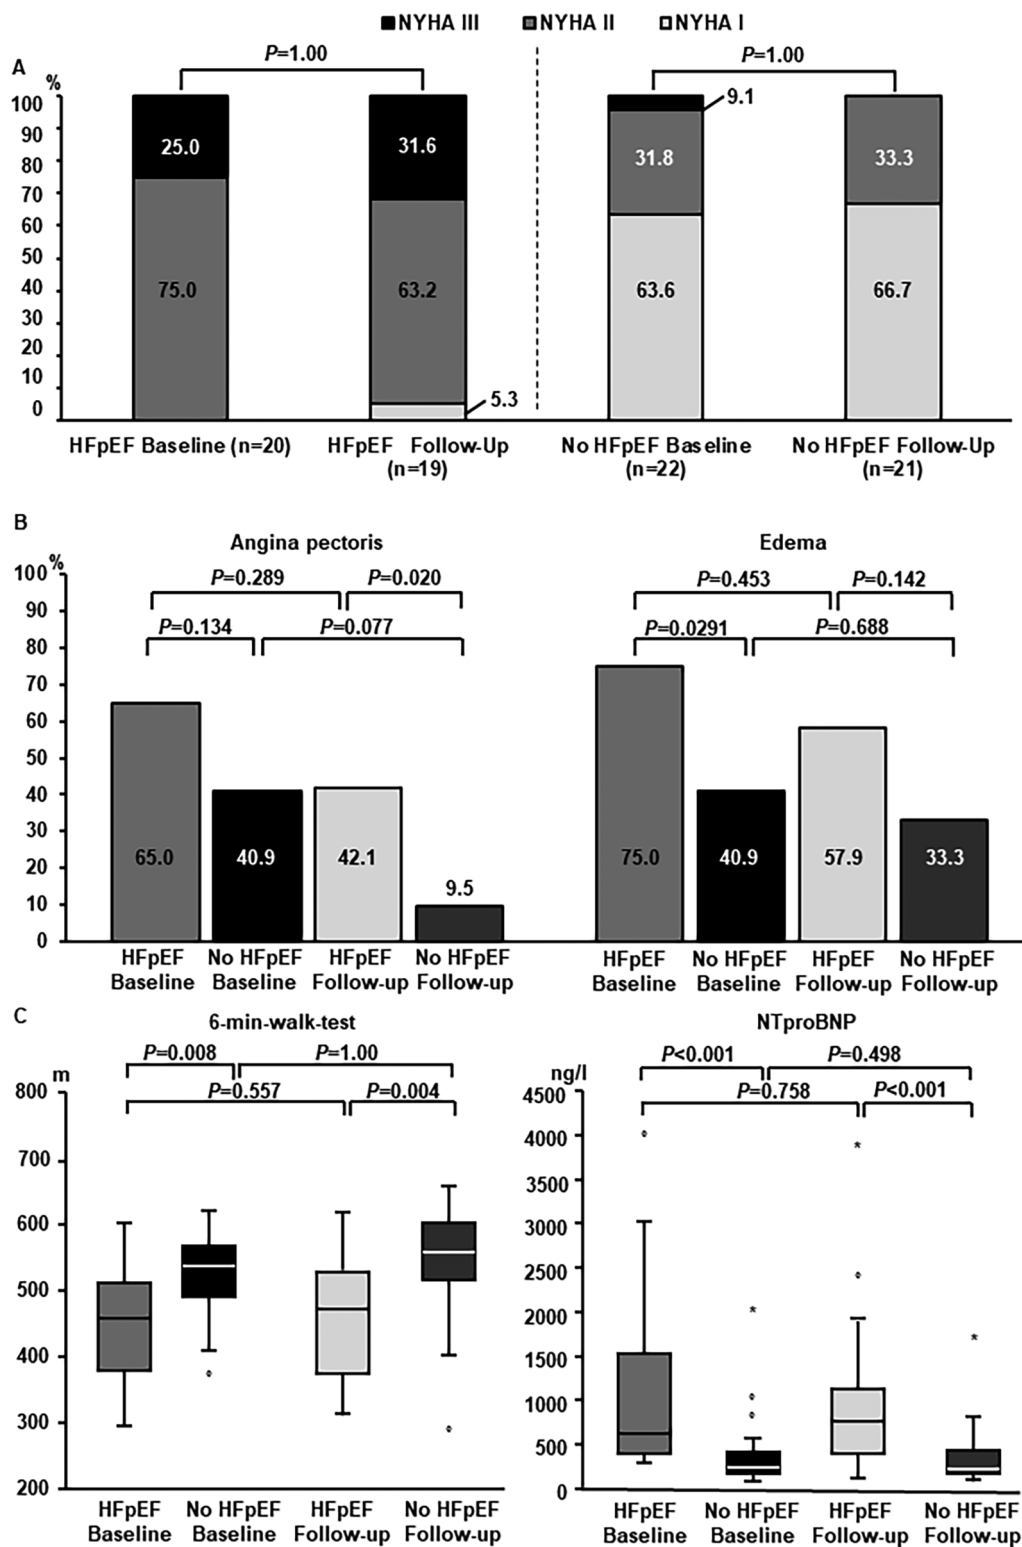 NYHA III NYHA II NYHA I
A
P=1.00 P=1.00
%
100
90
80
70
60
50
40
30
20
10
0
25.0 31.6 9.1
31.8 33.3
75.0 63.2 63.6 66.7
5.3
HFpEF Baseline (n=20) HFpEF Follow-Up (n=19) No HFpEF Baseline (n=22) No HFpEF Follow-Up (n=21)
B
Angina pectoris
%
P=0.289 P=0.020
P=0.134 P=0.077
100
90
80
70
60
50
40
30
20
10
0
65.0 40.9 42.1 9.5
HFpEF No HFpEF HFpEF No HFpEF
Baseline Baseline Follow-up Follow-up
Edema
P=0.453 P=0.142
P=0.0291 P=0.688
75.0 40.9 57.9 33.3
HFpEF No HFpEF HFpEF No HFpEF
Baseline Baseline Follow-up Follow-up
C
6-min-walk-test
P=0.008 P=1.00
P=0.557 P=0.004
m
800
700
600
500
400
300
200
HFpEF No HFpEF HFpEF No HFpEF
Baseline Baseline Follow-up Follow-up
NTproBNP
P<0.001 P=0.498
P=0.758 P<0.001
ng/l
4500
4000
3500
3000
2500
2000
1500
1000
500
0
HFpEF No HFpEF HFpEF No HFpEF
Baseline Baseline Follow-up Follow-up